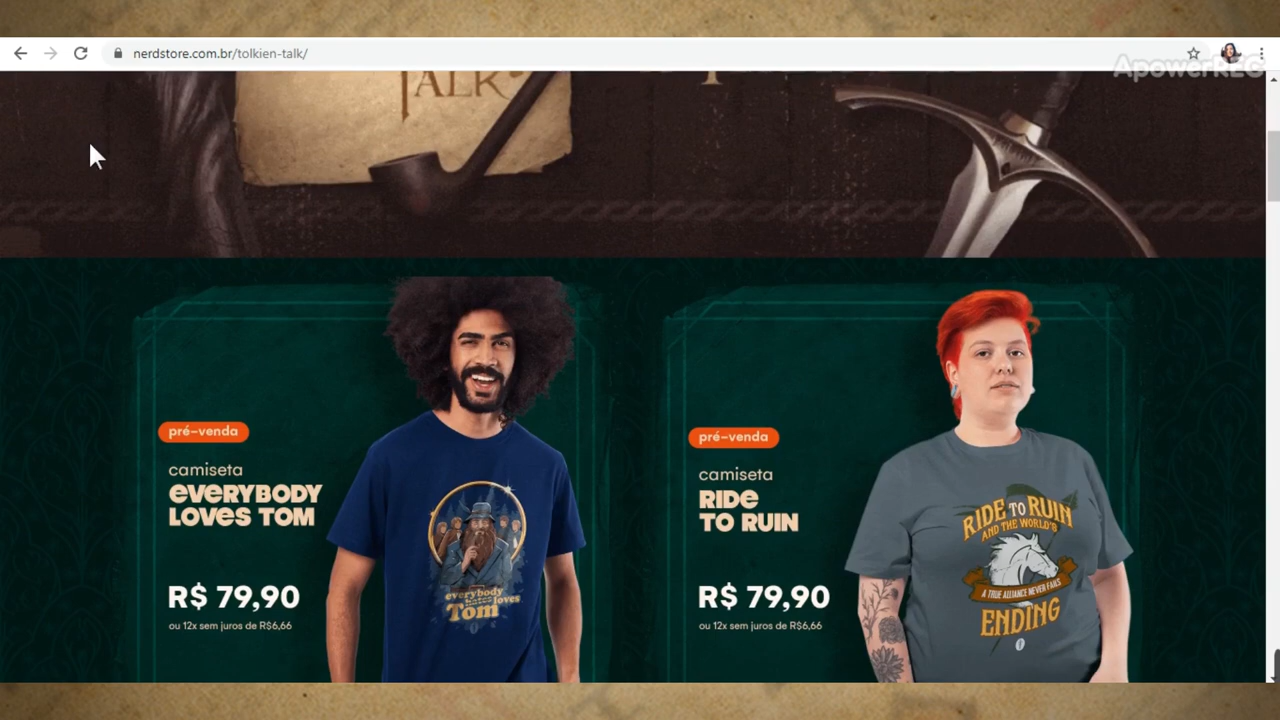 nerdstore.com.br/tolkien-talk/
ApowerREC
TALK
pré-venda
camiseta
everybody
loves tom
R$ 79,90
ou 12x sem juros de R$6,66
everybody
hates loves
Tom
pré-venda
camiseta
Ride
to Ruin
R$ 79,90
ou 12x sem juros de R$6,66
RIDE TO RUIN
AND THE WORLD'S
A TRUE ALLIANCE NEVER FAILS
ENDING